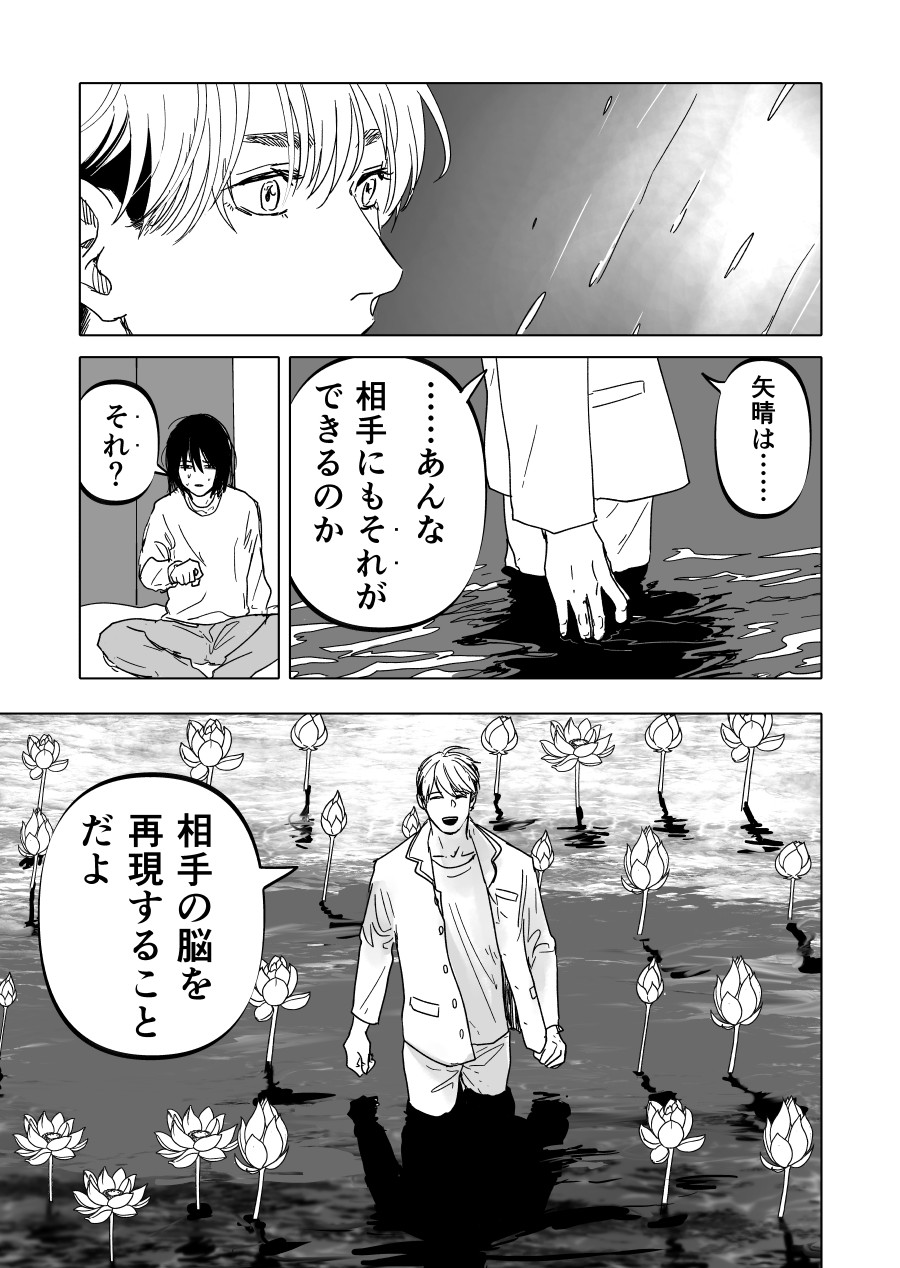 矢晴は……
……あんな
相手にもそれが
できるのか
それ？
相手の脳を
再現すること
だよ